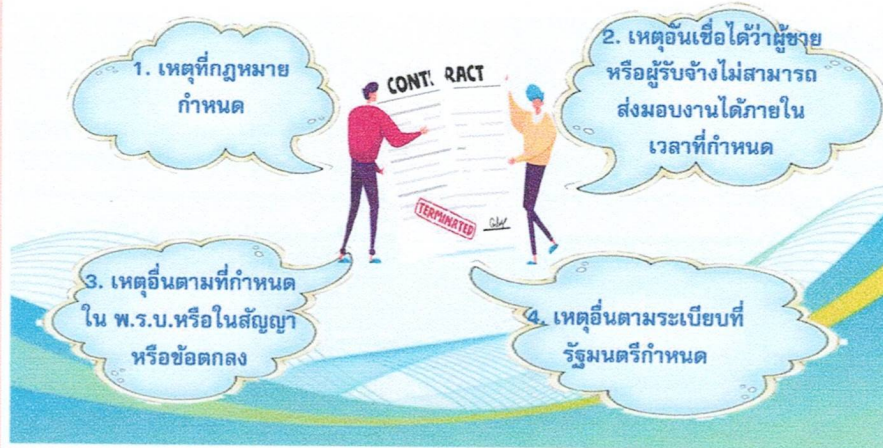 1. เหตุที่กฎหมาย
กำหนด
2. เหตุอันเชื่อได้ว่าผู้ขาย
หรือผู้รับจ้างไม่สามารถ
ส่งมอบงานได้ภายใน
เวลาที่กำหนด
CONT RACT
TERMINATED
3. เหตุอื่นตามที่กำหนด
ใน พ.ร.บ.หรือในสัญญา
หรือข้อตกลง
4. เหตุอื่นตามระเบียบที่
รัฐมนตรีกำหนด